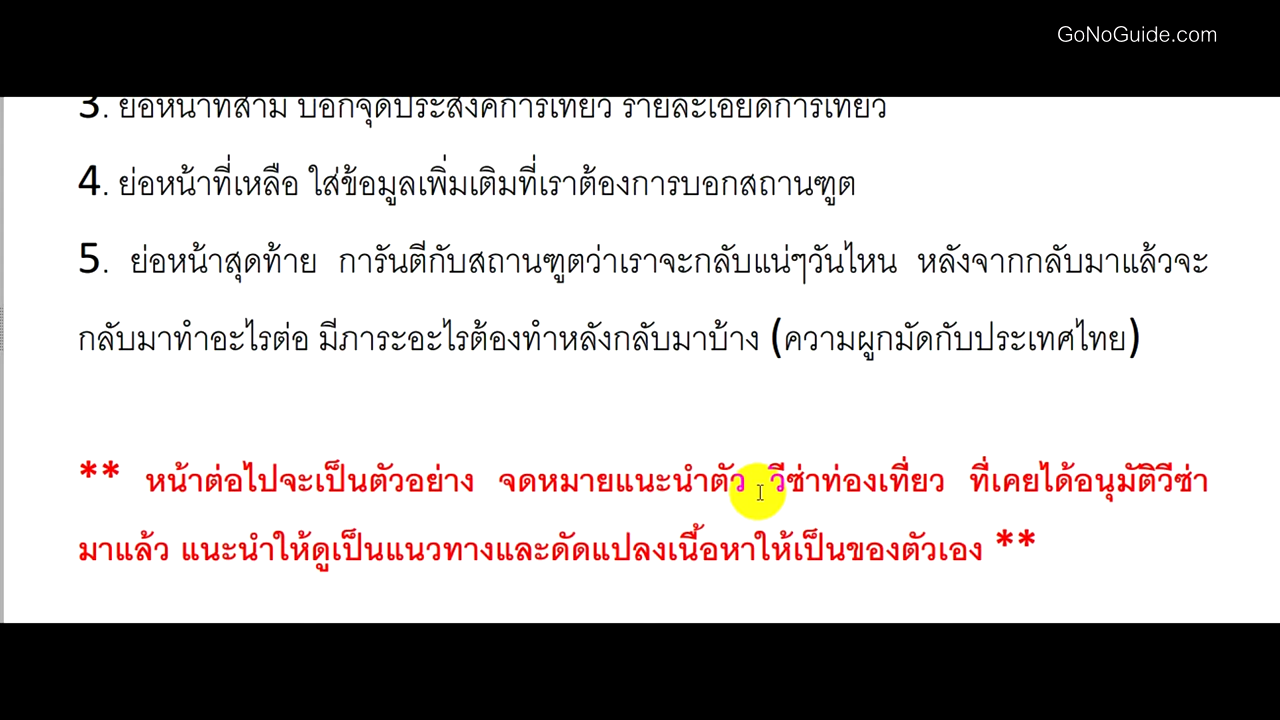 GoNoGuide.com
3. ย่อหน้าที่สาม บอกจุดประสงค์การเที่ยว รายละเอียดการเที่ยว
4. ย่อหน้าที่เหลือ ใส่ข้อมูลเพิ่มเติมที่เราต้องการบอกสถานฑูต
5. ย่อหน้าสุดท้าย การันตีกับสถานฑูตว่าเราจะกลับแน่ๆวันไหน หลังจากกลับมาแล้วจะ
กลับมาทำอะไรต่อ มีภาระอะไรต้องทำหลังกลับมาบ้าง (ความผูกมัดกับประเทศไทย)
** หน้าต่อไปจะเป็นตัวอย่าง จดหมายแนะนำตัว วีซ่าท่องเที่ยว ที่เคยได้อนุมัติวีซ่า
มาแล้ว แนะนำให้ดูเป็นแนวทางและดัดแปลงเนื้อหาให้เป็นของตัวเอง **